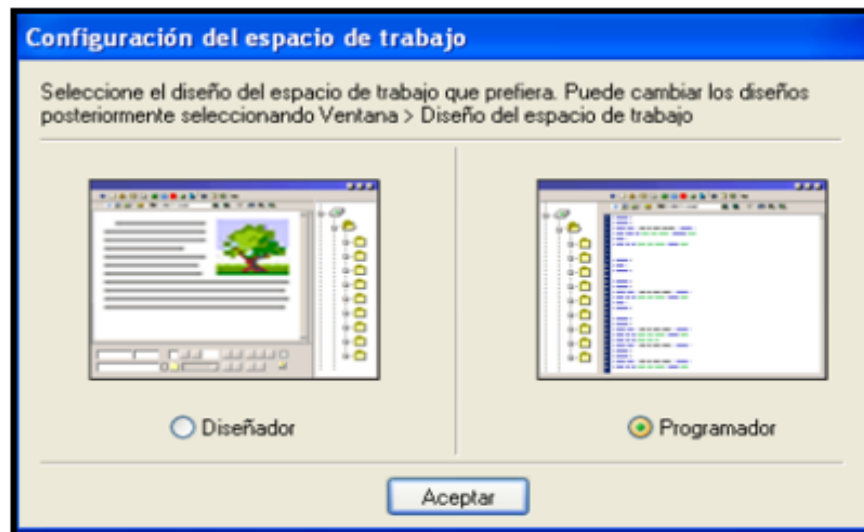 Configuración del espacio de trabajo
Seleccione el diseño del espacio de trabajo que prefiera. Puede cambiar los diseños
posteriormente seleccionando Ventana > Diseño del espacio de trabajo
Diseñador
Programador
Aceptar